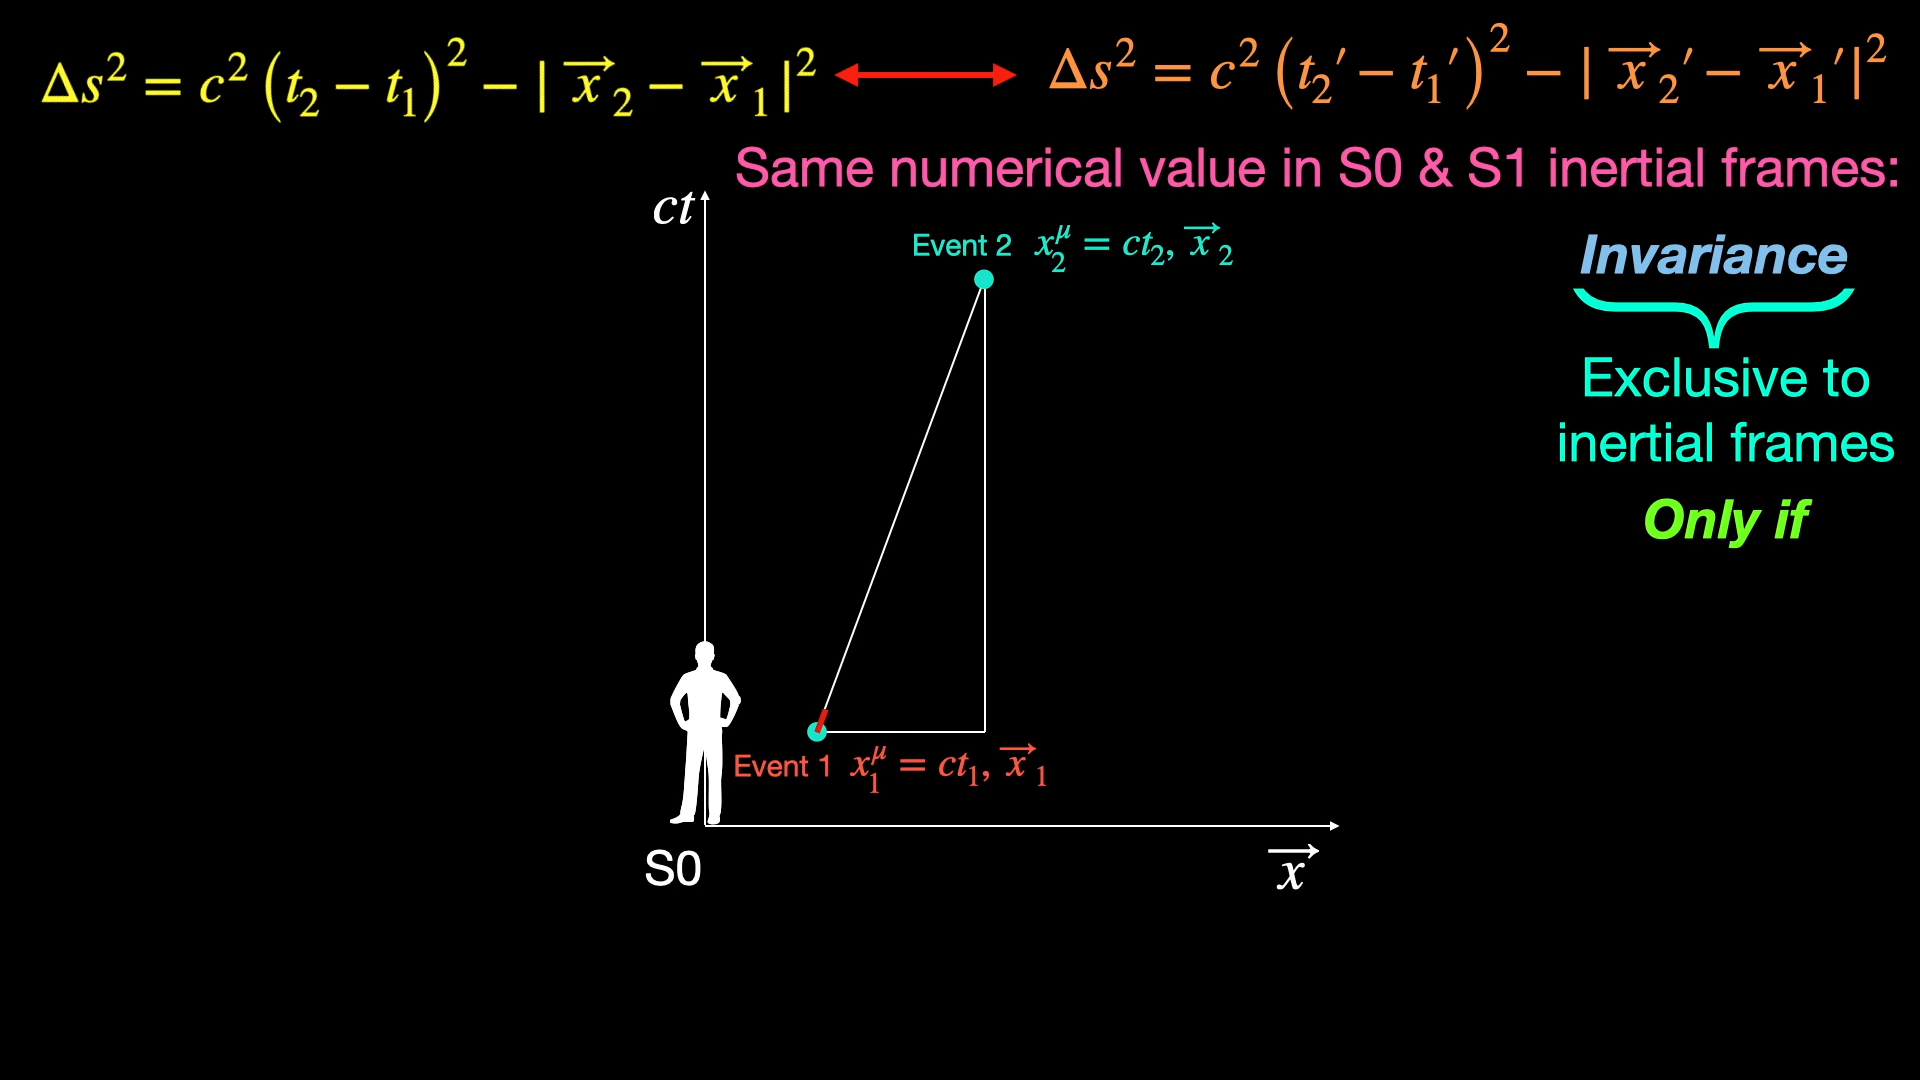 Δs² = c² (t₂ − t₁)² − | x⃗₂ − x⃗₁ |² ⟷ Δs² = c² (t₂′ − t₁′)² − | x⃗₂′ − x⃗₁′ |²
Same numerical value in S0 & S1 inertial frames:
ct
Event 2 x₂^μ = ct₂, x⃗₂
Invariance
Exclusive to
inertial frames
Only if
Event 1 x₁^μ = ct₁, x⃗₁
S0
x⃗